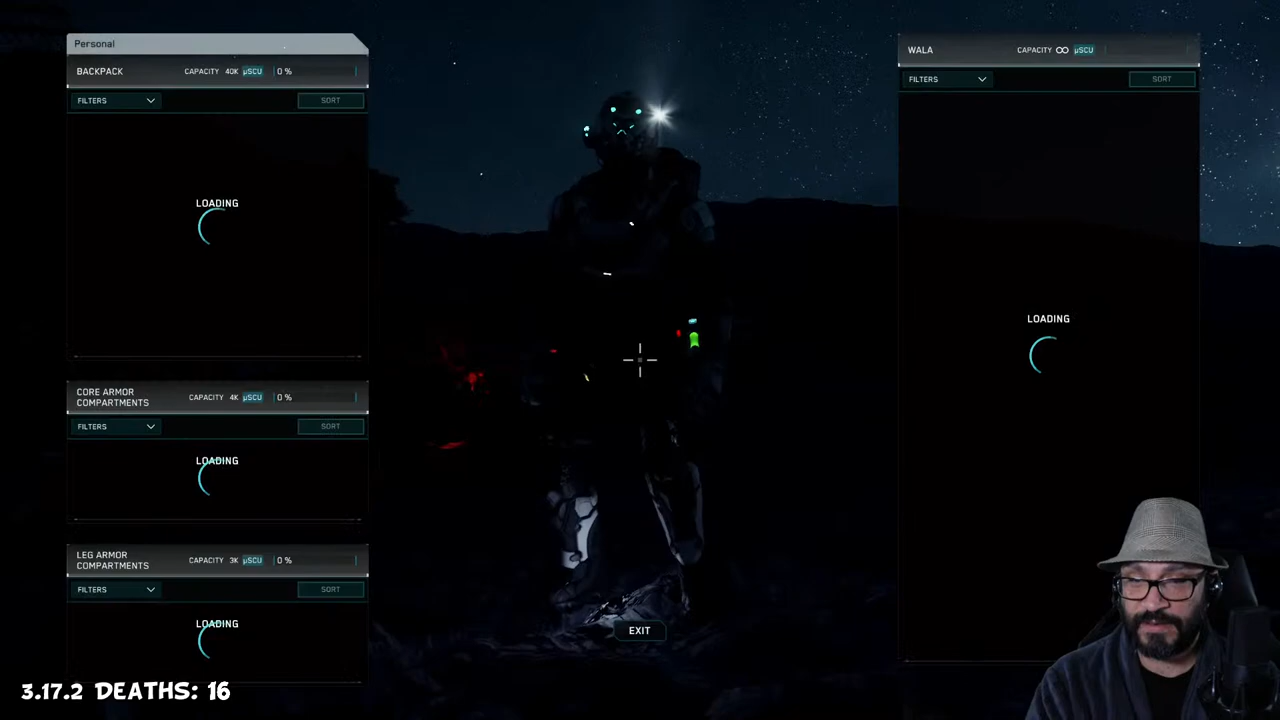 Personal
BACKPACK CAPACITY 40K µSCU 0 %
FILTERS SORT
LOADING
CORE ARMOR
COMPARTMENTS CAPACITY 4K µSCU 0 %
FILTERS SORT
LOADING
LEG ARMOR
COMPARTMENTS CAPACITY 3K µSCU 0 %
FILTERS SORT
LOADING
WALA CAPACITY ∞ µSCU
FILTERS SORT
LOADING
EXIT
3.17.2 DEATHS: 16